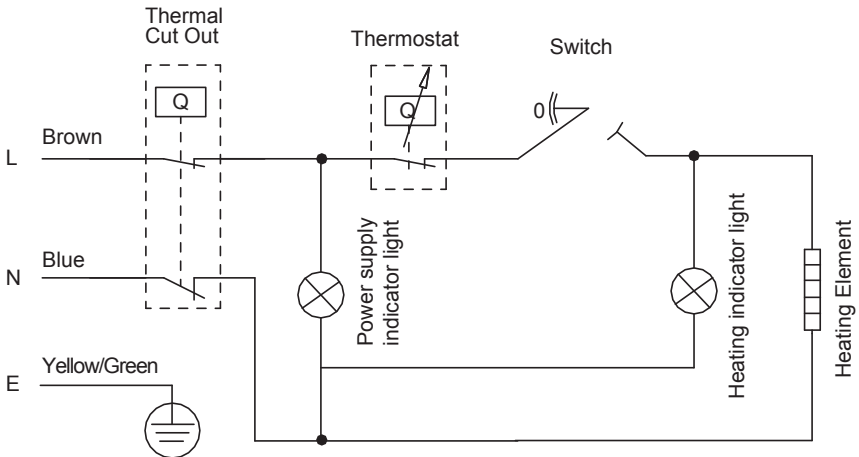 Thermal
Cut Out
Thermostat
Switch
Q
Q
0
Brown
L
Blue
N
Power supply
indicator light
Heating indicator light
Heating Element
Yellow/Green
E